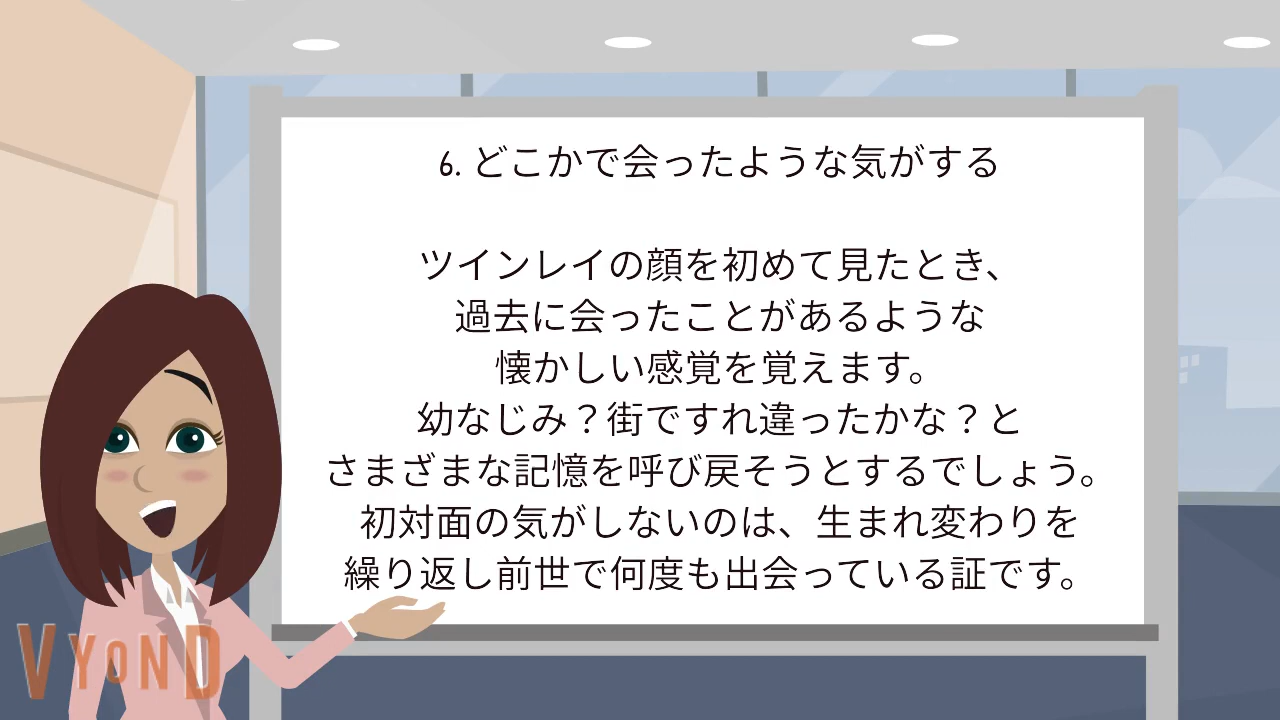 6. どこかで会ったような気がする
ツインレイの顔を初めて見たとき、
過去に会ったことがあるような
懐かしい感覚を覚えます。
幼なじみ？街ですれ違ったかな？と
さまざまな記憶を呼び戻そうとするでしょう。
初対面の気がしないのは、生まれ変わりを
繰り返し前世で何度も出会っている証です。
VYOND